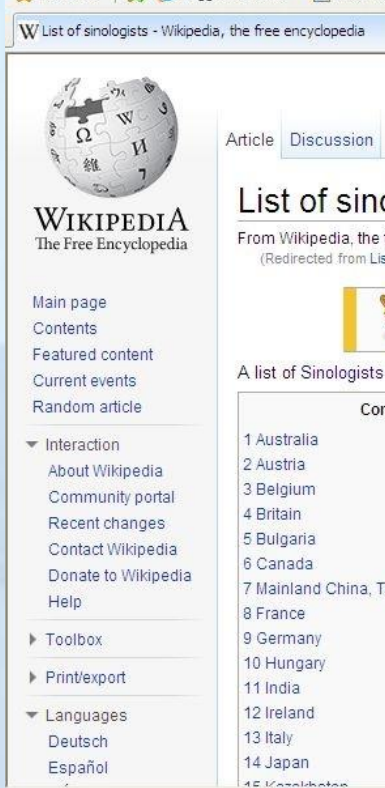 W List of sinologists - Wikipedia, the free encyclopedia
Ω W И 維 7
WIKIPEDIA
The Free Encyclopedia
Main page
Contents
Featured content
Current events
Random article
Interaction
About Wikipedia
Community portal
Recent changes
Contact Wikipedia
Donate to Wikipedia
Help
Toolbox
Print/export
Languages
Deutsch
Español
Article Discussion
List of sino
From Wikipedia, the
(Redirected from Lis
A list of Sinologists
Con
1 Australia
2 Austria
3 Belgium
4 Britain
5 Bulgaria
6 Canada
7 Mainland China, T
8 France
9 Germany
10 Hungary
11 India
12 Ireland
13 Italy
14 Japan